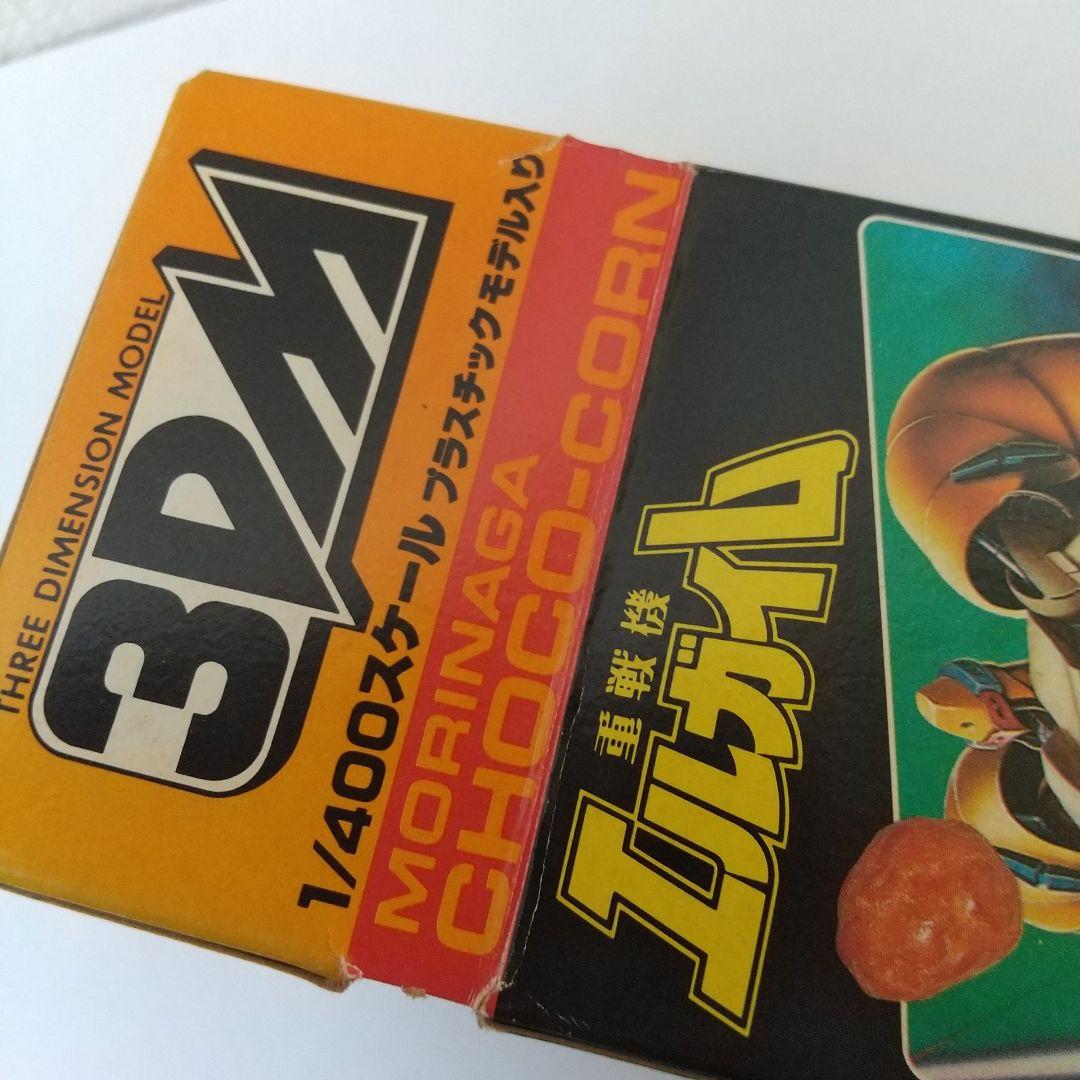 THREE DIMENSION MODEL
3DM
1/400スケール プラスチックモデル入り
MORINAGA
CHOCO-CORN
重戦機
エルガイム